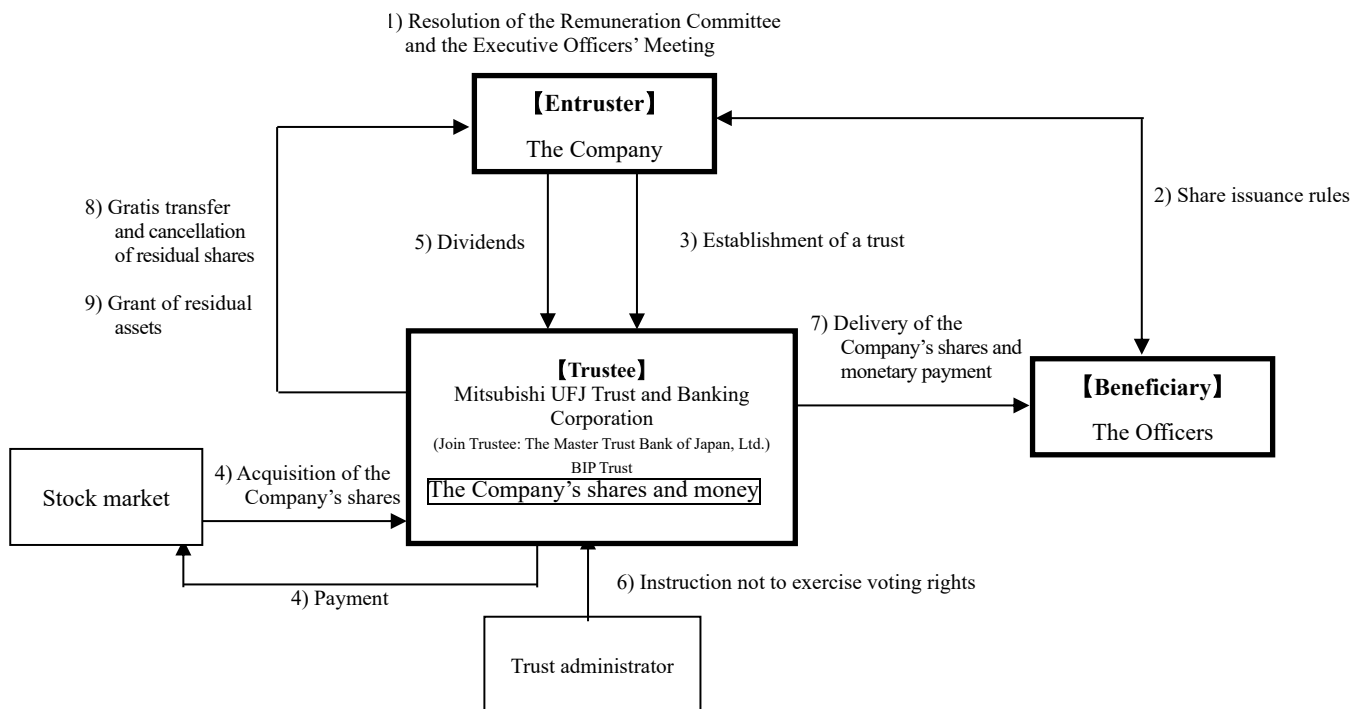 1) Resolution of the Remuneration Committee
and the Executive Officers’ Meeting
【Entruster】
The Company
8) Gratis transfer
and cancellation
of residual shares
9) Grant of residual
assets
5) Dividends
3) Establishment of a trust
2) Share issuance rules
【Trustee】
Mitsubishi UFJ Trust and Banking
Corporation
(Join Trustee: The Master Trust Bank of Japan, Ltd.)
BIP Trust
The Company’s shares and money
7) Delivery of the
Company’s shares and
monetary payment
【Beneficiary】
The Officers
Stock market
4) Acquisition of the
Company’s shares
4) Payment
6) Instruction not to exercise voting rights
Trust administrator